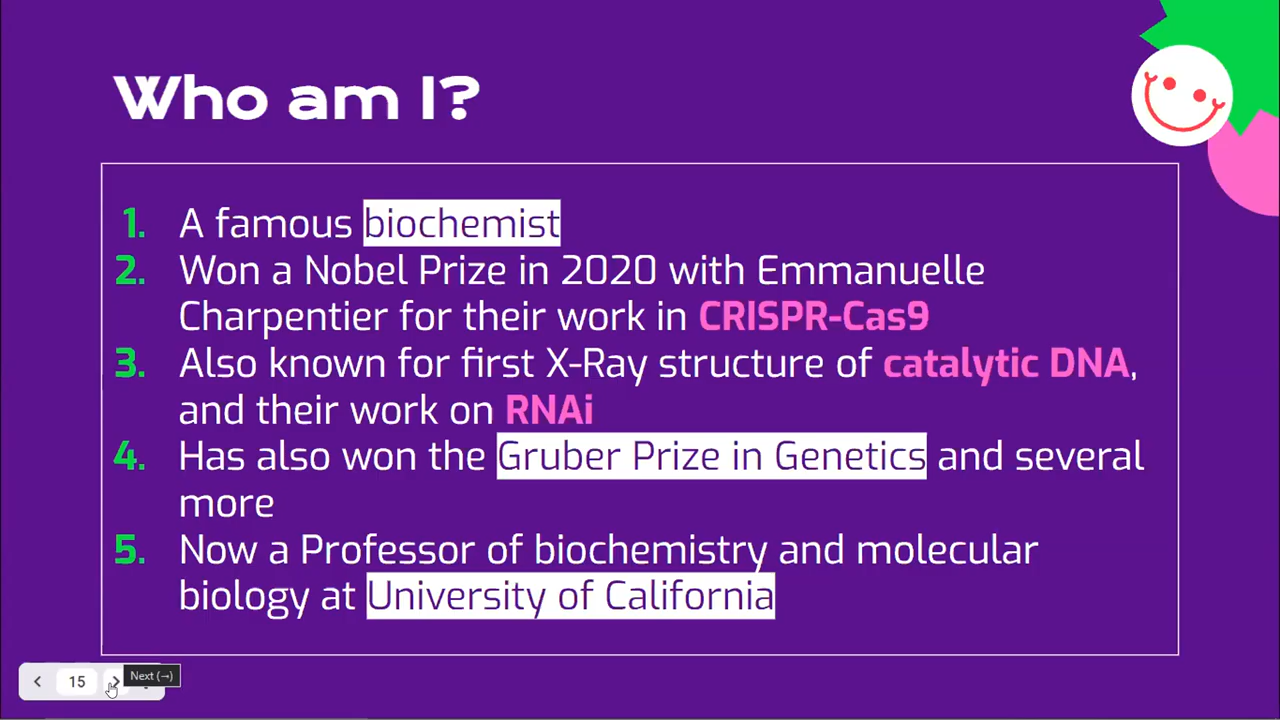 Who am I?
1. A famous biochemist
2. Won a Nobel Prize in 2020 with Emmanuelle
Charpentier for their work in CRISPR-Cas9
3. Also known for first X-Ray structure of catalytic DNA,
and their work on RNAi
4. Has also won the Gruber Prize in Genetics and several
more
5. Now a Professor of biochemistry and molecular
biology at University of California
15
Next (→)